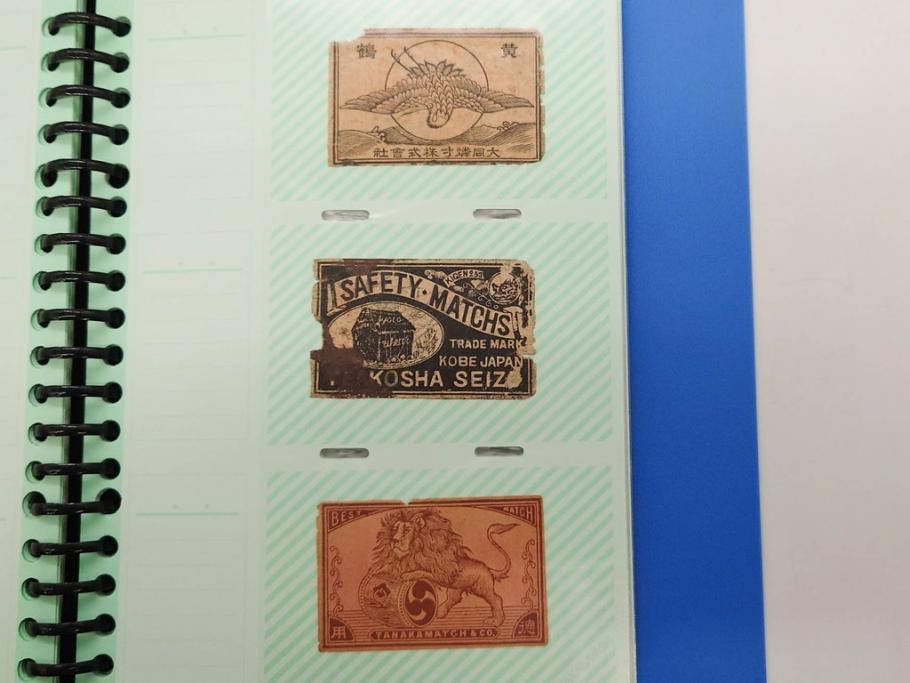 鶴 黄
社會式株寸燐同大
SAFETY·MATCHS
TRADE MARK
KOBE JAPAN
KOSHA SEIZ
BEST MATCH
用
TANAKAMATCH & CO.